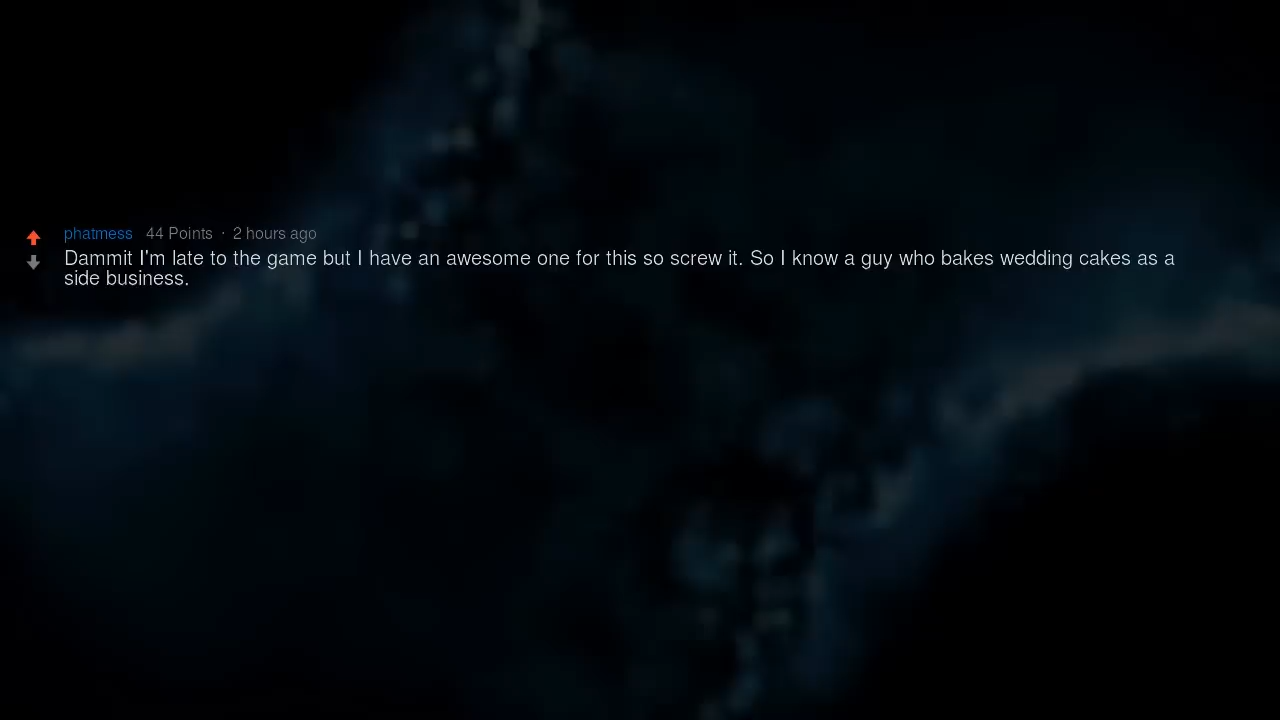 phatmess 44 Points · 2 hours ago
Dammit I'm late to the game but I have an awesome one for this so screw it. So I know a guy who bakes wedding cakes as a
side business.